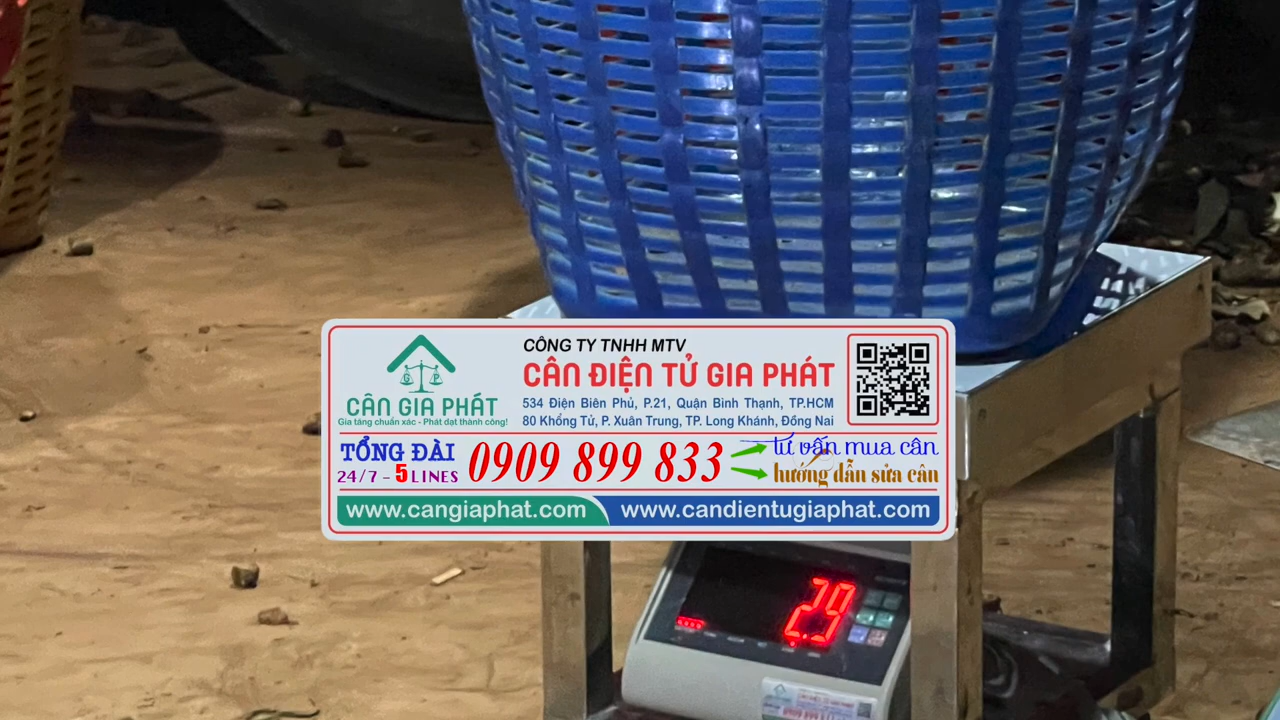 CÔNG TY TNHH MTV
CÂN ĐIỆN TỬ GIA PHÁT
534 Điện Biên Phủ, P.21, Quận Bình Thạnh, TP.HCM
80 Khổng Tử, P. Xuân Trung, TP. Long Khánh, Đồng Nai
G P
CÂN GIA PHÁT
Gia tăng chuẩn xác - Phát đạt thành công!
TỔNG ĐÀI
24/7 - 5 LINES
0909 899 833
tư vấn mua cân
hướng dẫn sửa cân
www.cangiaphat.com
www.candientugiaphat.com
29